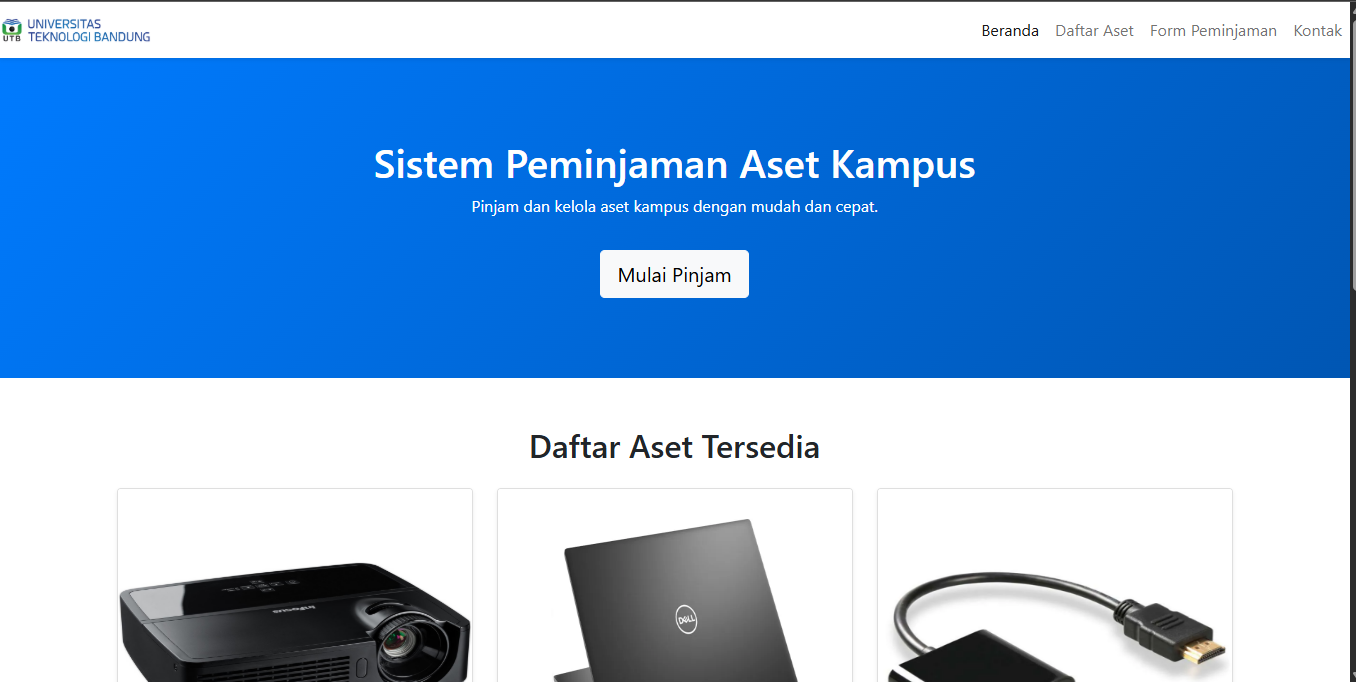 UNIVERSITAS
TEKNOLOGI BANDUNG
UTB
Beranda
Daftar Aset
Form Peminjaman
Kontak
Sistem Peminjaman Aset Kampus
Pinjam dan kelola aset kampus dengan mudah dan cepat.
Mulai Pinjam
Daftar Aset Tersedia
InFocus
DELL